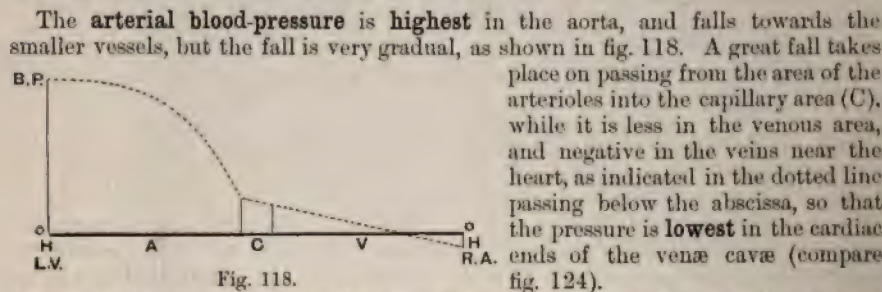 The arterial blood-pressure is highest in the aorta, and falls towards the
smaller vessels, but the fall is very gradual, as shown in fig. 118. A great fall takes
place on passing from the area of the
arterioles into the capillary area (C),
while it is less in the venous area,
and negative in the veins near the
heart, as indicated in the dotted line
passing below the abscissa, so that
the pressure is lowest in the cardiac
ends of the venæ cavæ (compare
fig. 124).
B.P.
O
H
L.V.
A
C
V
O
H
R.A.
Fig. 118.